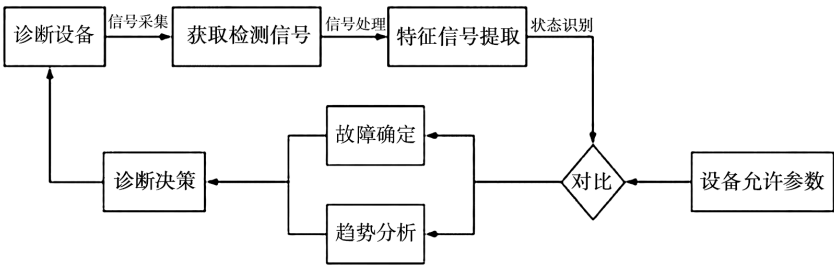 诊断设备
信号采集
获取检测信号
信号处理
特征信号提取
状态识别
故障确定
诊断决策
对比
设备允许参数
趋势分析